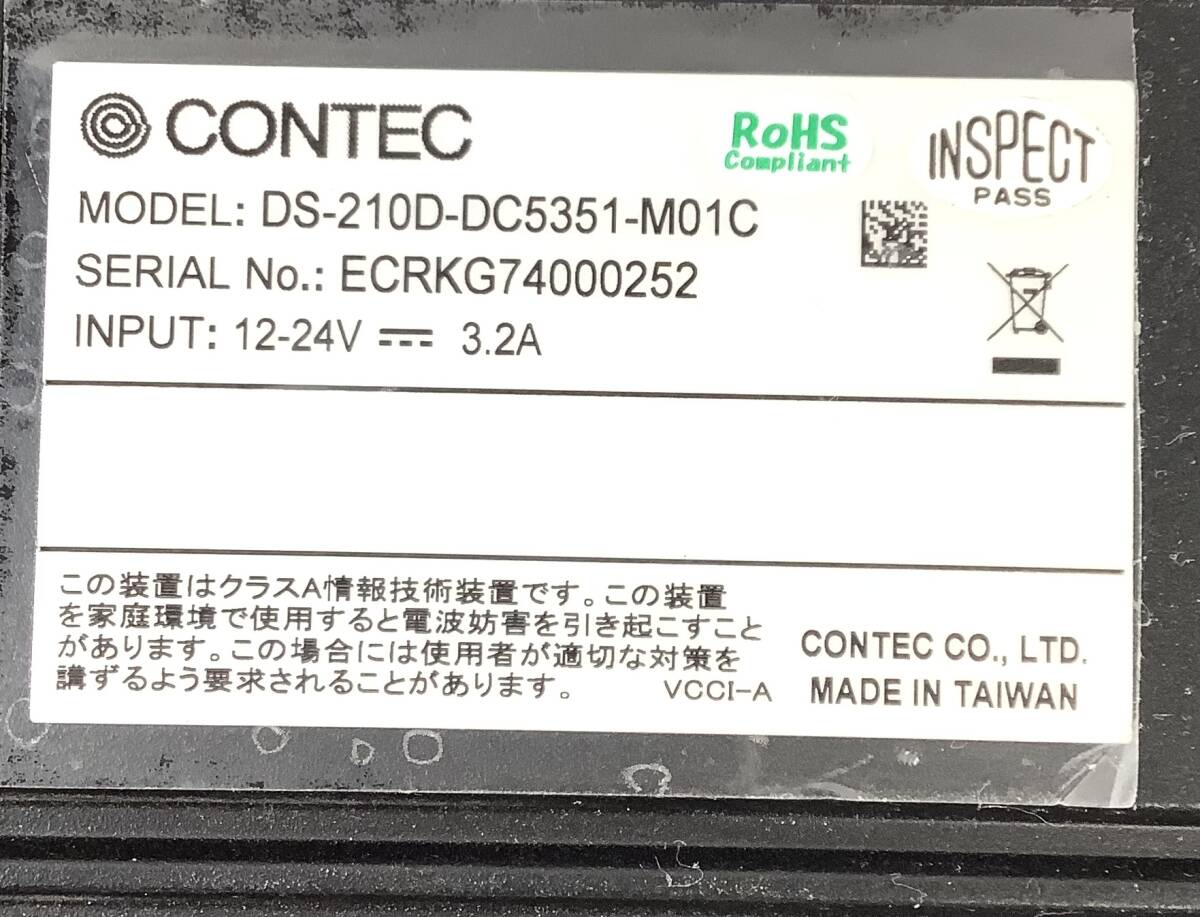 CONTEC
RoHS
Compliant
INSPECT
PASS
MODEL: DS-210D-DC5351-M01C
SERIAL No.: ECRKG74000252
INPUT: 12-24V ⎓ 3.2A
この装置はクラスA情報技術装置です。この装置
を家庭環境で使用すると電波妨害を引き起こすこと
があります。この場合には使用者が適切な対策を
講ずるよう要求されることがあります。 VCCI-A
CONTEC CO., LTD.
MADE IN TAIWAN